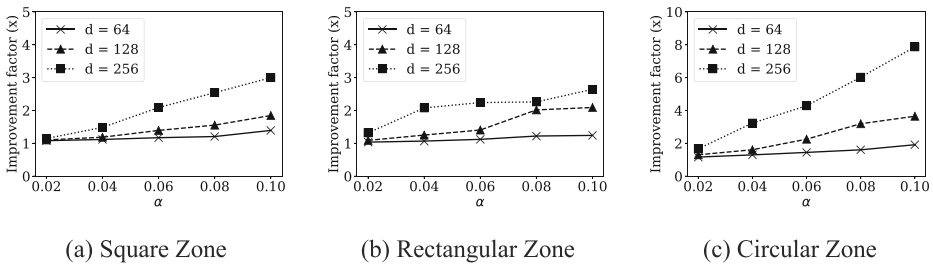 Improvement factor (x)
5
4
3
2
1
0
d = 64
d = 128
d = 256
0.02 0.04 0.06 0.08 0.10
α
(a) Square Zone
Improvement factor (x)
5
4
3
2
1
0
d = 64
d = 128
d = 256
0.02 0.04 0.06 0.08 0.10
α
(b) Rectangular Zone
Improvement factor (x)
10
8
6
4
2
0
d = 64
d = 128
d = 256
0.02 0.04 0.06 0.08 0.10
α
(c) Circular Zone